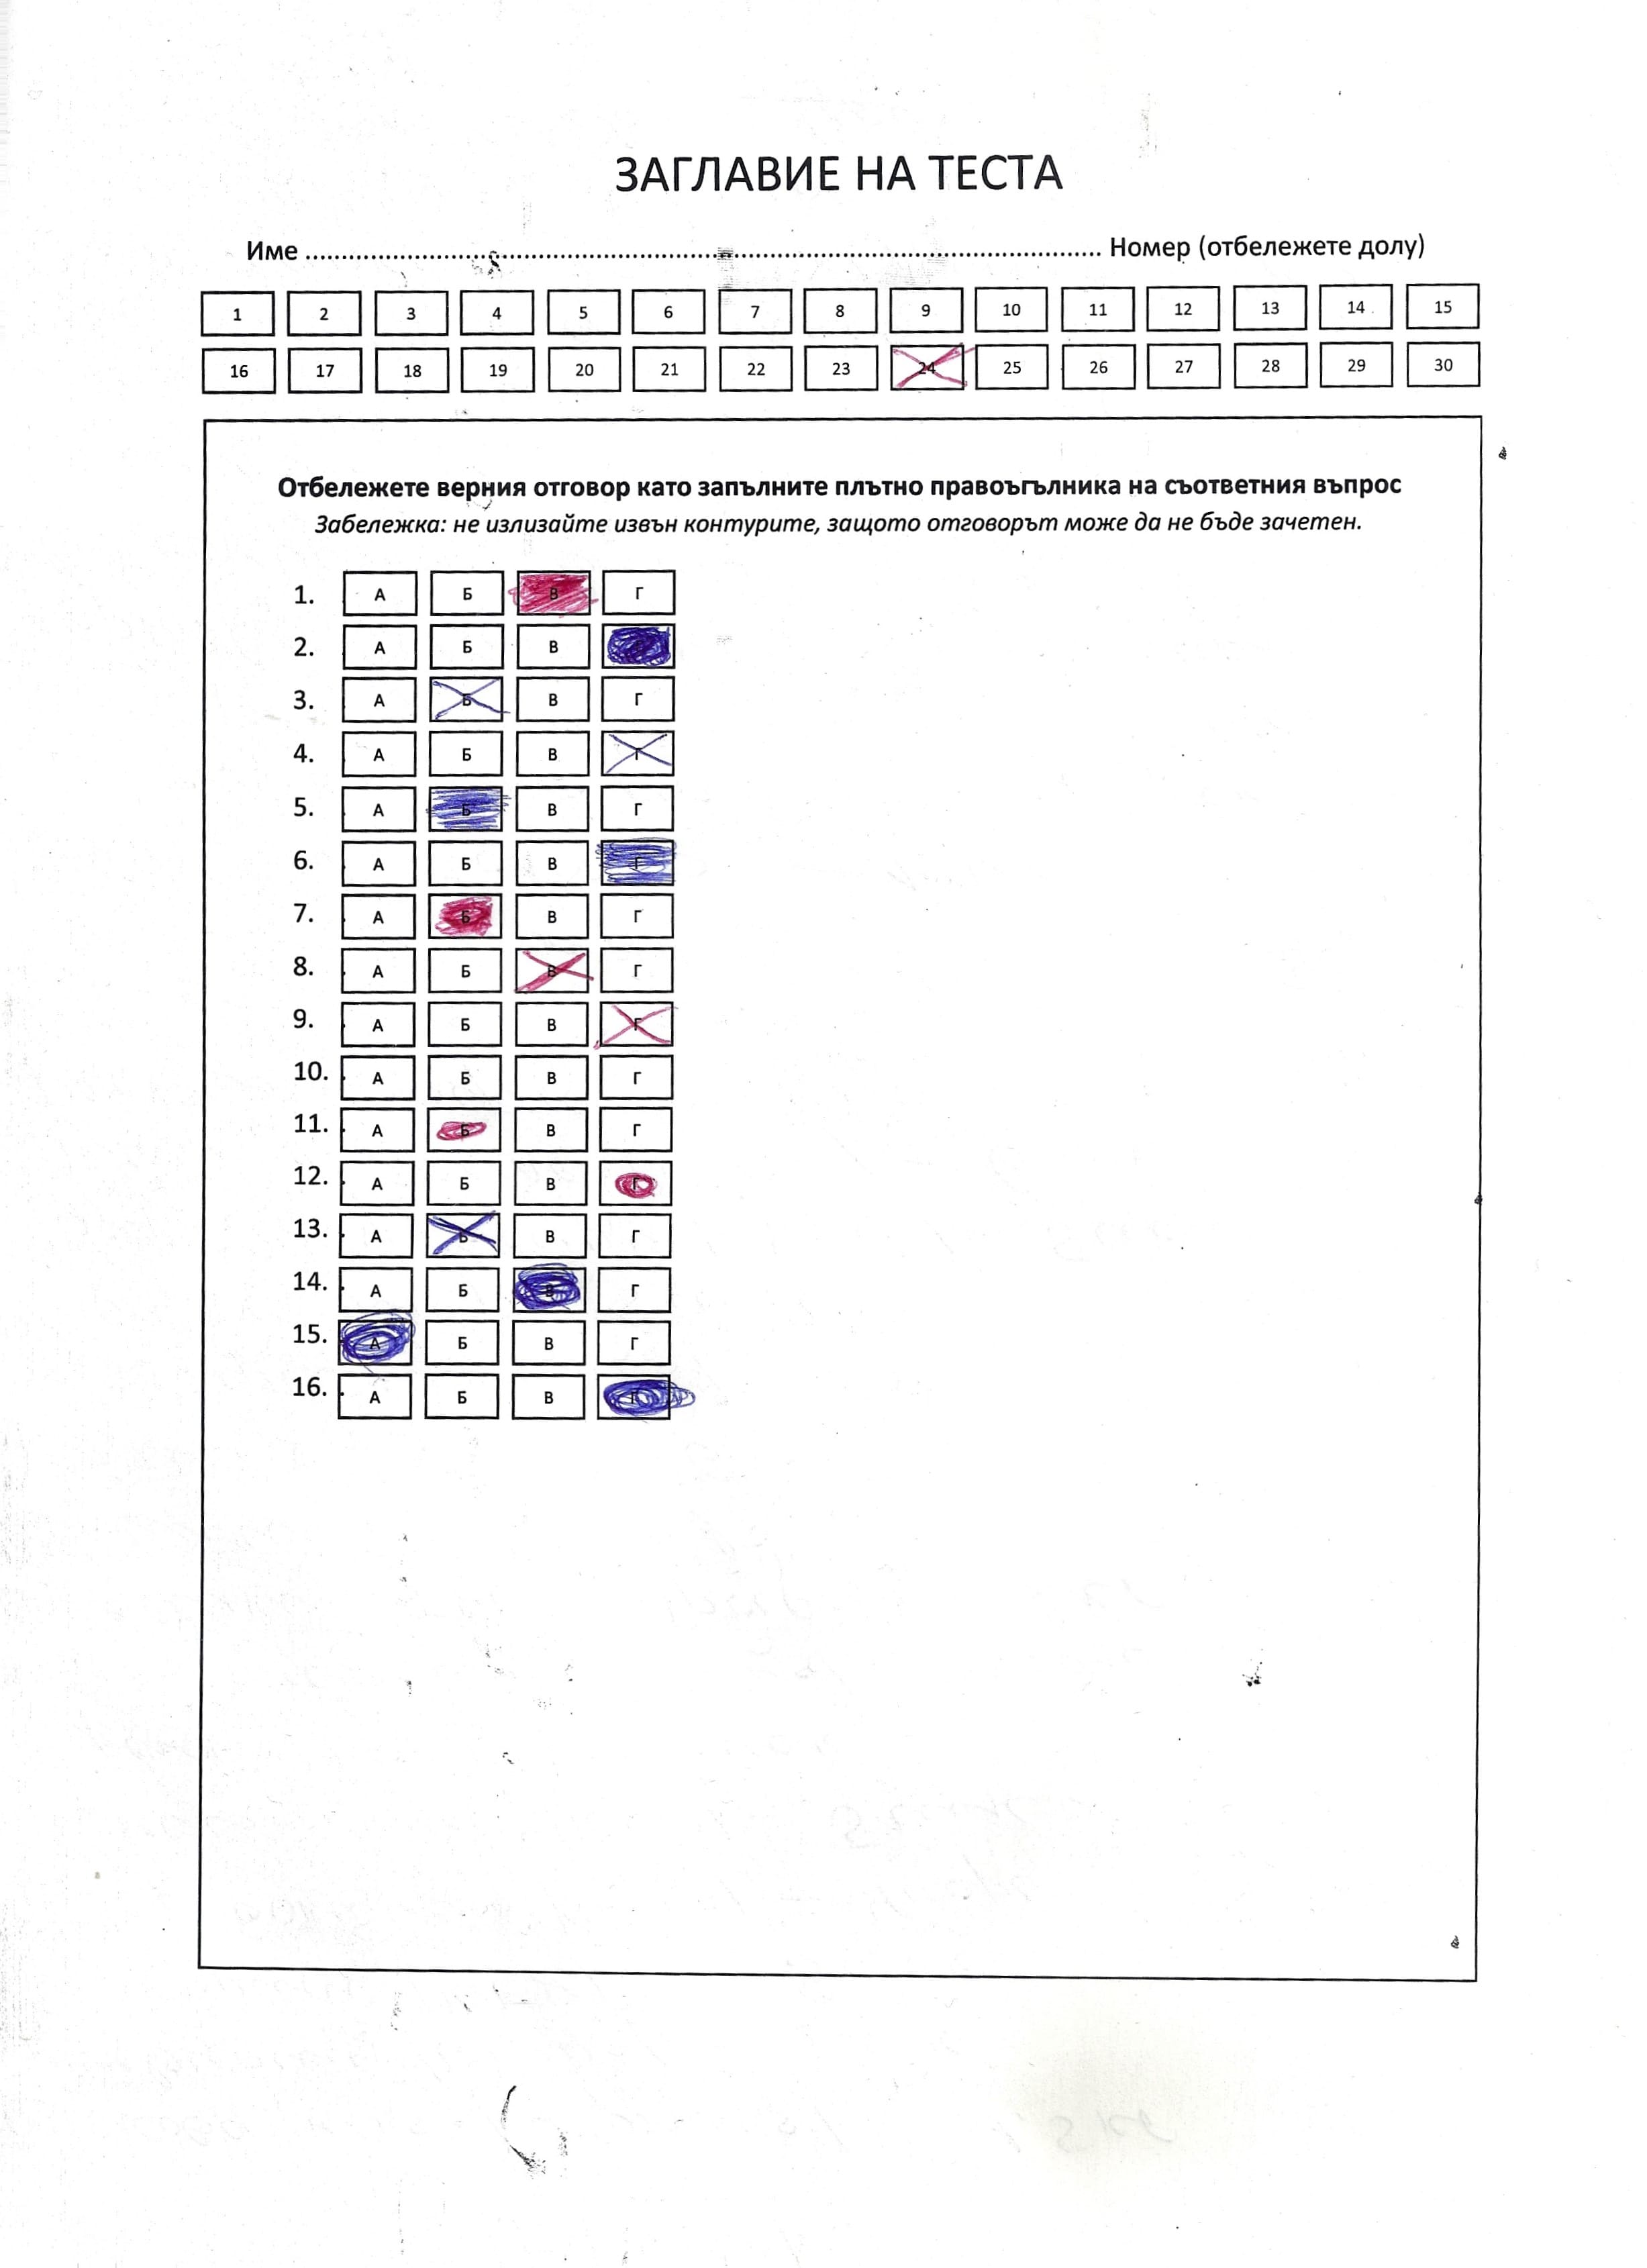 ЗАГЛАВИЕ НА ТЕСТА
Име ........................................................................................................ Номер (отбележете долу)
1 2 3 4 5 6 7 8 9 10 11 12 13 14 15
16 17 18 19 20 21 22 23 24 25 26 27 28 29 30
Отбележете верния отговор като запълните плътно правоъгълника на съответния въпрос
Забележка: не излизайте извън контурите, защото отговорът може да не бъде зачетен.
1. А Б В Г
2. А Б В
3. А Б В Г
4. А Б В Г
5. А Б В Г
6. А Б В Г
7. А Б В Г
8. А Б В Г
9. А Б В Г
10. А Б В Г
11. А Б В Г
12. А Б В Г
13. А Б В Г
14. А Б В Г
15. А Б В Г
16. А Б В Г